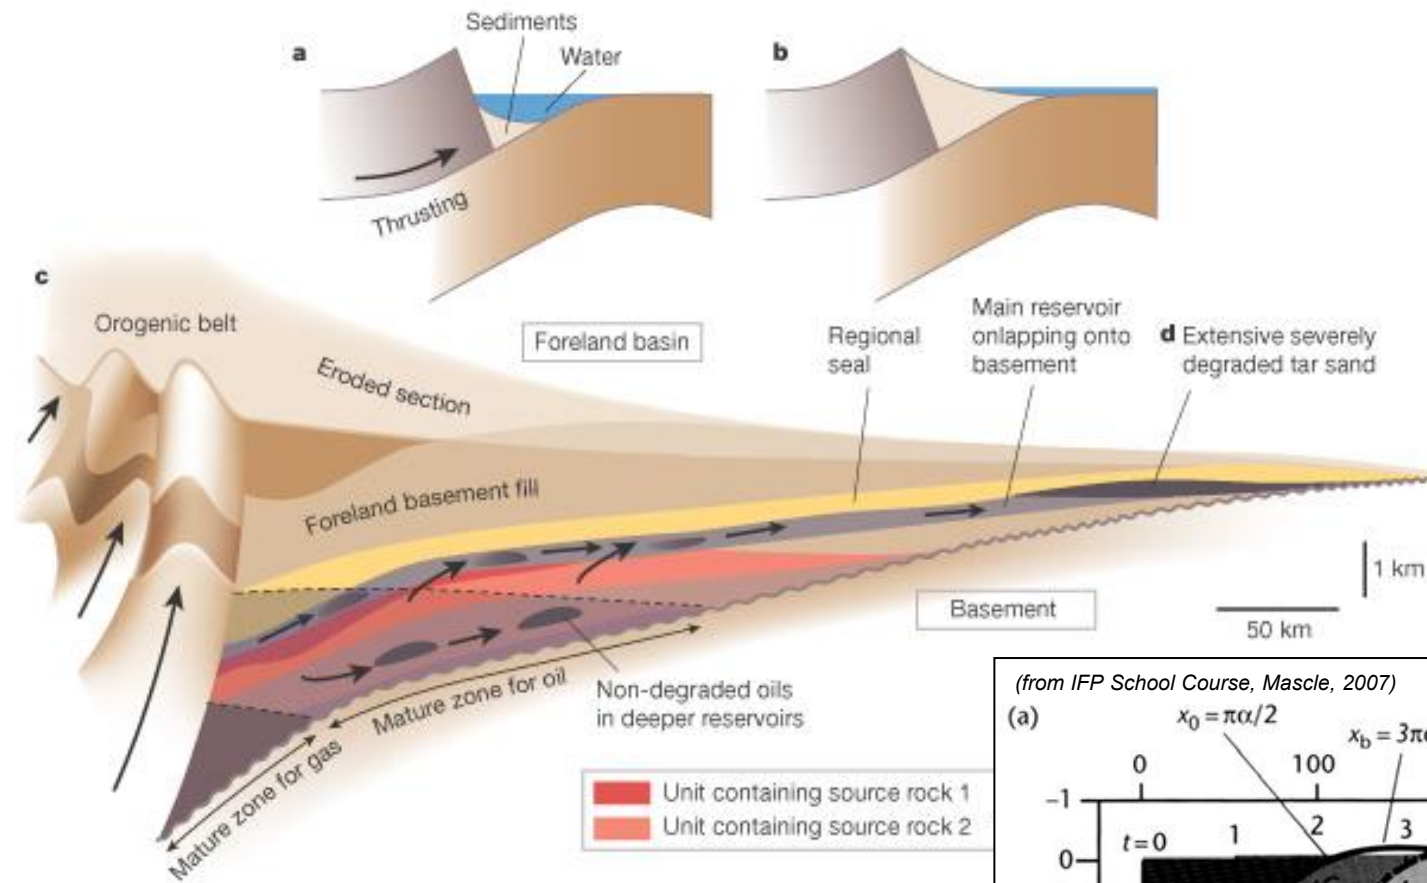 a
Sediments
Water
Thrusting
b
c
Orogenic belt
Foreland basin
Eroded section
Foreland basement fill
Regional
seal
Main reservoir
onlapping onto
basement
d Extensive severely
degraded tar sand
1 km
50 km
Basement
Non-degraded oils
in deeper reservoirs
Mature zone for oil
Mature zone for gas
Unit containing source rock 1
Unit containing source rock 2
(from IFP School Course, Mascle, 2007)
(a)
x0 = πα/2
xb = 3π
0
100
–1
t = 0
1
2
3
0